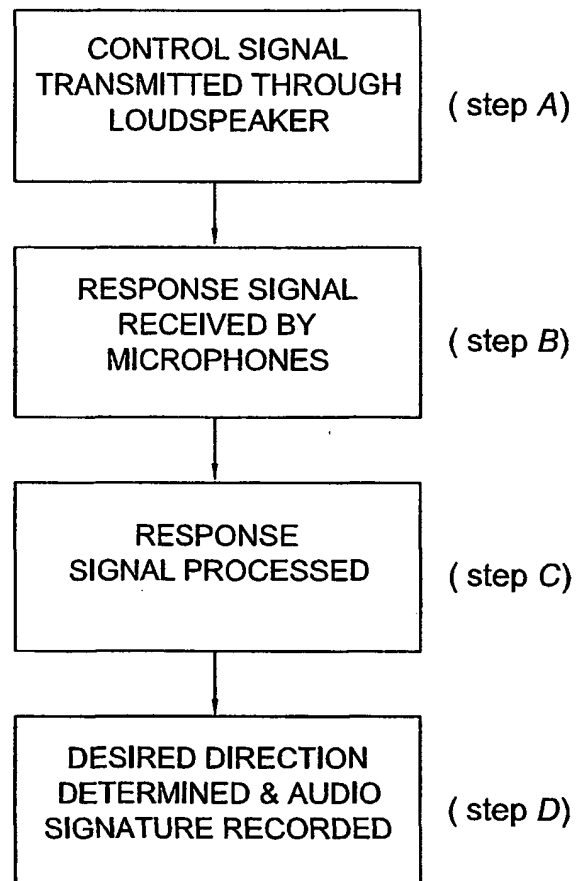 CONTROL SIGNAL
TRANSMITTED THROUGH
LOUDSPEAKER
( step A)
RESPONSE SIGNAL
RECEIVED BY
MICROPHONES
( step B)
RESPONSE
SIGNAL PROCESSED
( step C)
DESIRED DIRECTION
DETERMINED & AUDIO
SIGNATURE RECORDED
( step D)